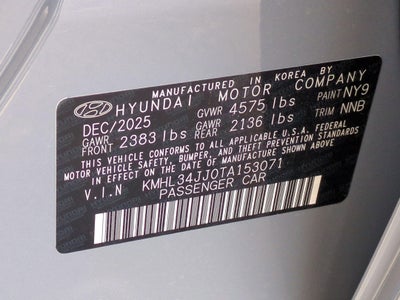 MANUFACTURED IN KOREA BY
HYUNDAI MOTOR COMPANY
DEC/2025 GVWR 4575 lbs PAINT NY9
GAWR FRONT 2383 lbs GAWR REAR 2136 lbs TRIM NNB
THIS VEHICLE CONFORMS TO ALL APPLICABLE U.S.A. FEDERAL
MOTOR VEHICLE SAFETY, BUMPER, AND THEFT PREVENTION STANDARDS
IN EFFECT ON THE DATE OF MANUFACTURE SHOWN ABOVE.
V.I.N KMHL34JJ0TA153071
PASSENGER CAR